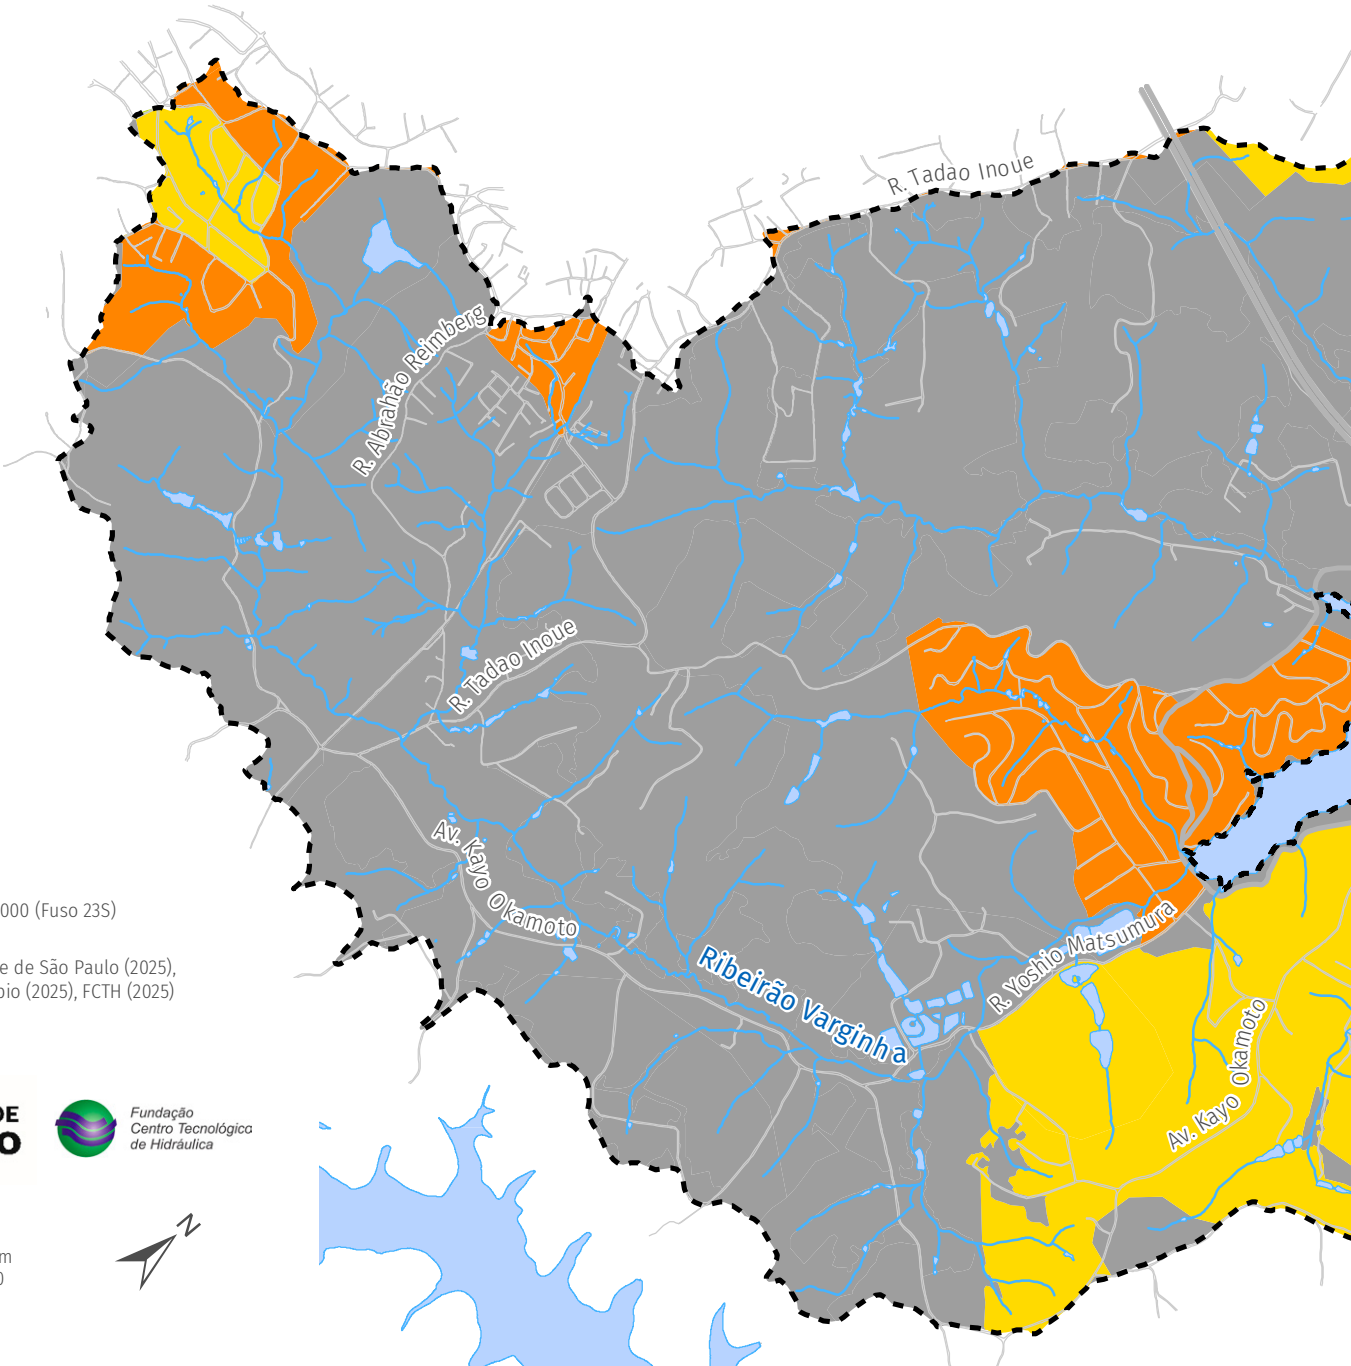 R. Tadao Inoue
R. Abrahão Reimberg
R. Tadao Inoue
Av. Kayo Okamoto
Ribeirão Varginha
R. Yoshio Matsumura
Av. Kayo Okamoto
000 (Fuso 23S)
e de São Paulo (2025),
pio (2025), FCTH (2025)
DE
O
Fundação
Centro Tecnológico
de Hidráulica
N
m
0